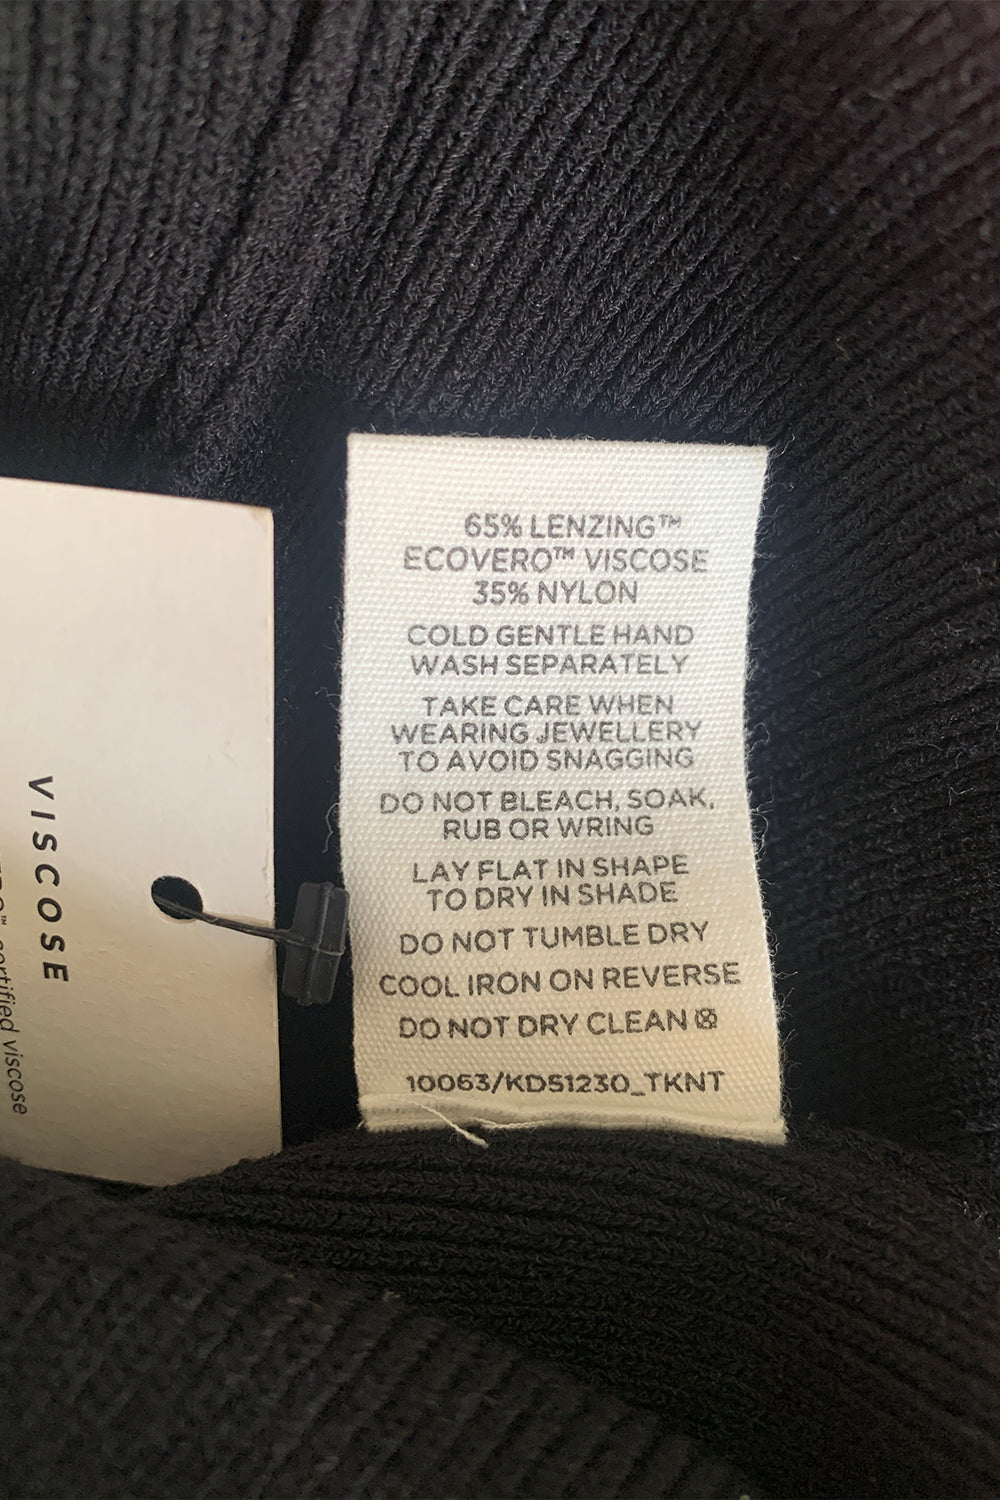 65% LENZING™
ECOVERO™ VISCOSE
35% NYLON
COLD GENTLE HAND
WASH SEPARATELY
TAKE CARE WHEN
WEARING JEWELLERY
TO AVOID SNAGGING
DO NOT BLEACH, SOAK,
RUB OR WRING
LAY FLAT IN SHAPE
TO DRY IN SHADE
DO NOT TUMBLE DRY
COOL IRON ON REVERSE
DO NOT DRY CLEAN
10063/KD51230_TKNT
VISCOSE
certified viscose